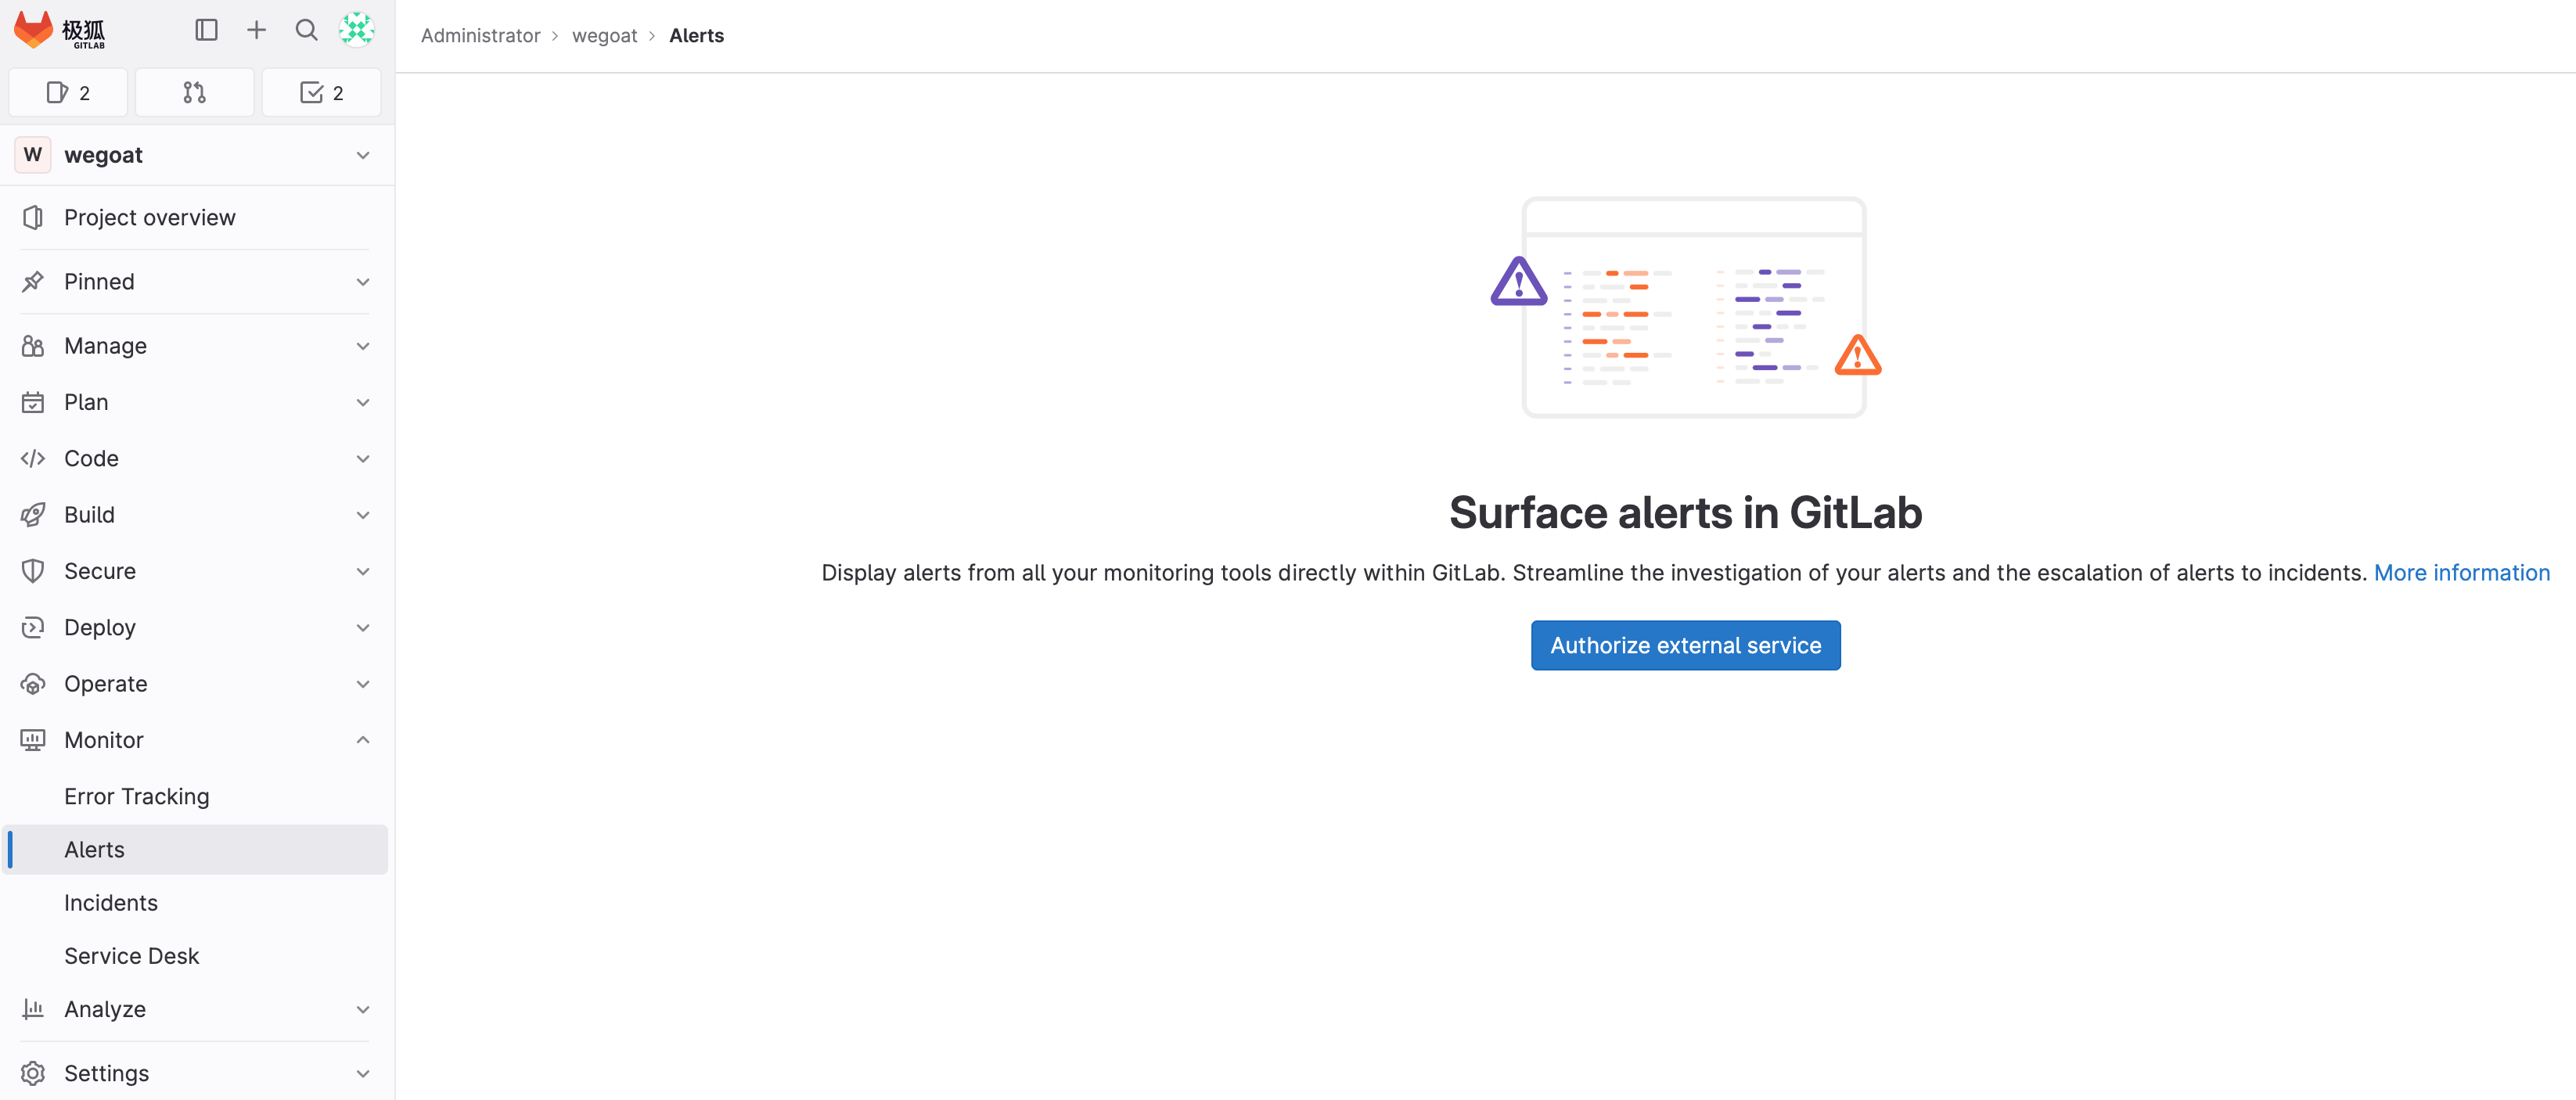 极狐
GITLAB
2
2
Administrator > wegoat > Alerts
W wegoat
Project overview
Pinned
Manage
Plan
Code
Build
Secure
Deploy
Operate
Monitor
Error Tracking
Alerts
Incidents
Service Desk
Analyze
Settings
Surface alerts in GitLab
Display alerts from all your monitoring tools directly within GitLab. Streamline the investigation of your alerts and the escalation of alerts to incidents. More information
Authorize external service